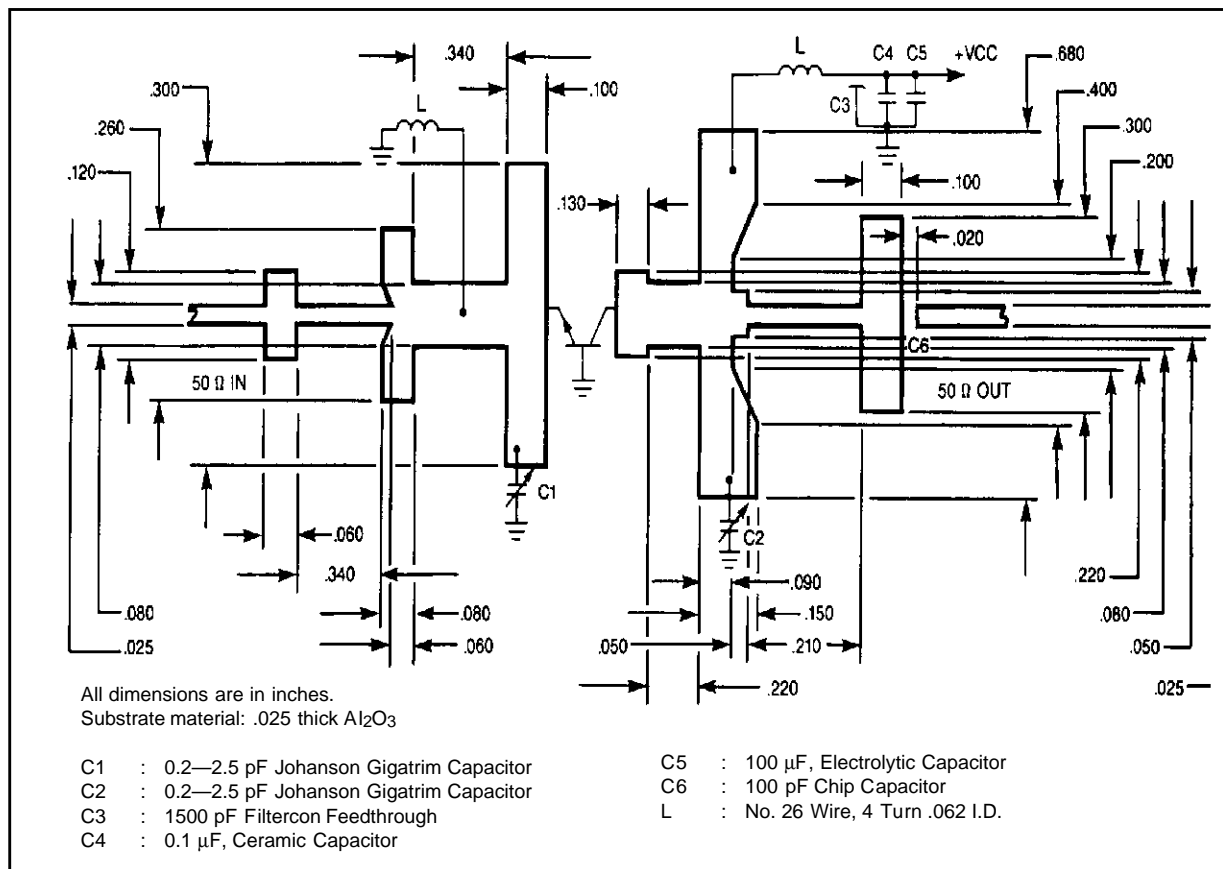 .340
L
C4 C5 +VCC
.680
.300
L
.100
C3
.400
.260
.300
.120
.130
.100
.200
.020
C6
50 Ω IN
50 Ω OUT
C1
C2
.060
.340
.090
.220
.080
.080
.150
.080
.025
.060
.050
.210
.050
.220
.025
All dimensions are in inches.
Substrate material: .025 thick Al2O3
C1 : 0.2—2.5 pF Johanson Gigatrim Capacitor
C2 : 0.2—2.5 pF Johanson Gigatrim Capacitor
C3 : 1500 pF Filtercon Feedthrough
C4 : 0.1 µF, Ceramic Capacitor
C5 : 100 µF, Electrolytic Capacitor
C6 : 100 pF Chip Capacitor
L : No. 26 Wire, 4 Turn .062 I.D.